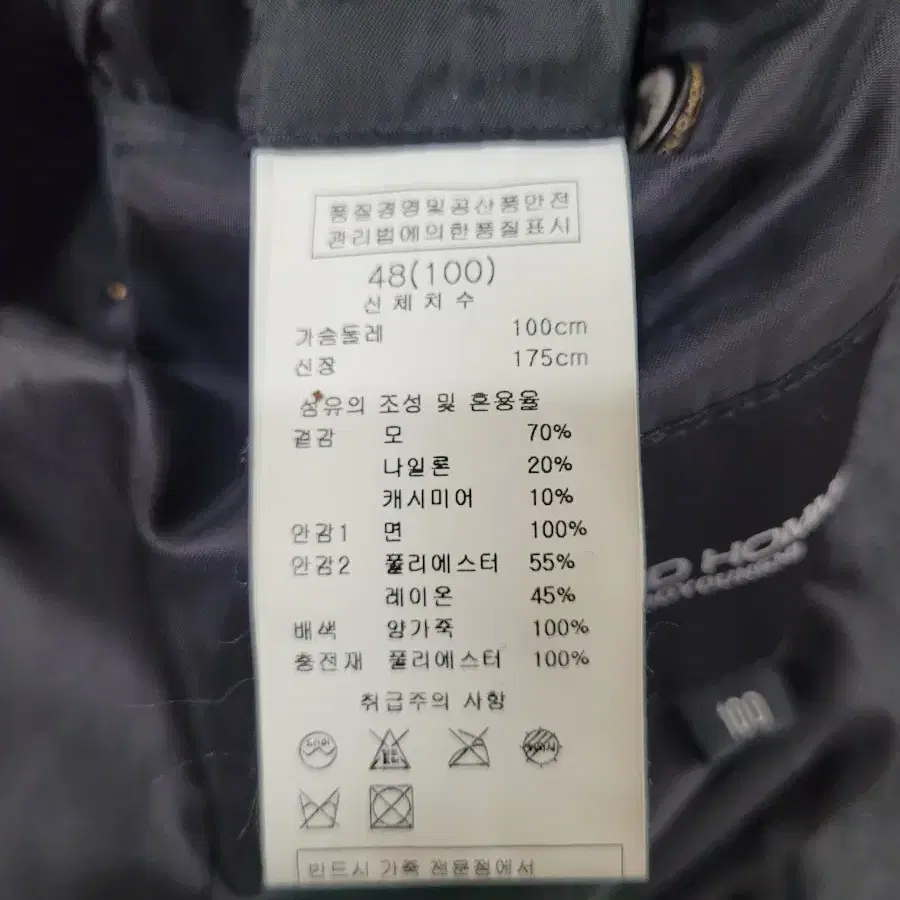 품질경영및공산품안전
관리법에의한품질표시
48(100)
신체치수
가슴둘레 100cm
신장 175cm
섬유의 조성 및 혼용율
겉감 모 70%
나일론 20%
캐시미어 10%
안감1 면 100%
안감2 폴리에스터 55%
레이온 45%
배색 양가죽 100%
충전재 폴리에스터 100%
취급주의 사항
드라이
반드시 가죽 전문점에서
O HOM
100